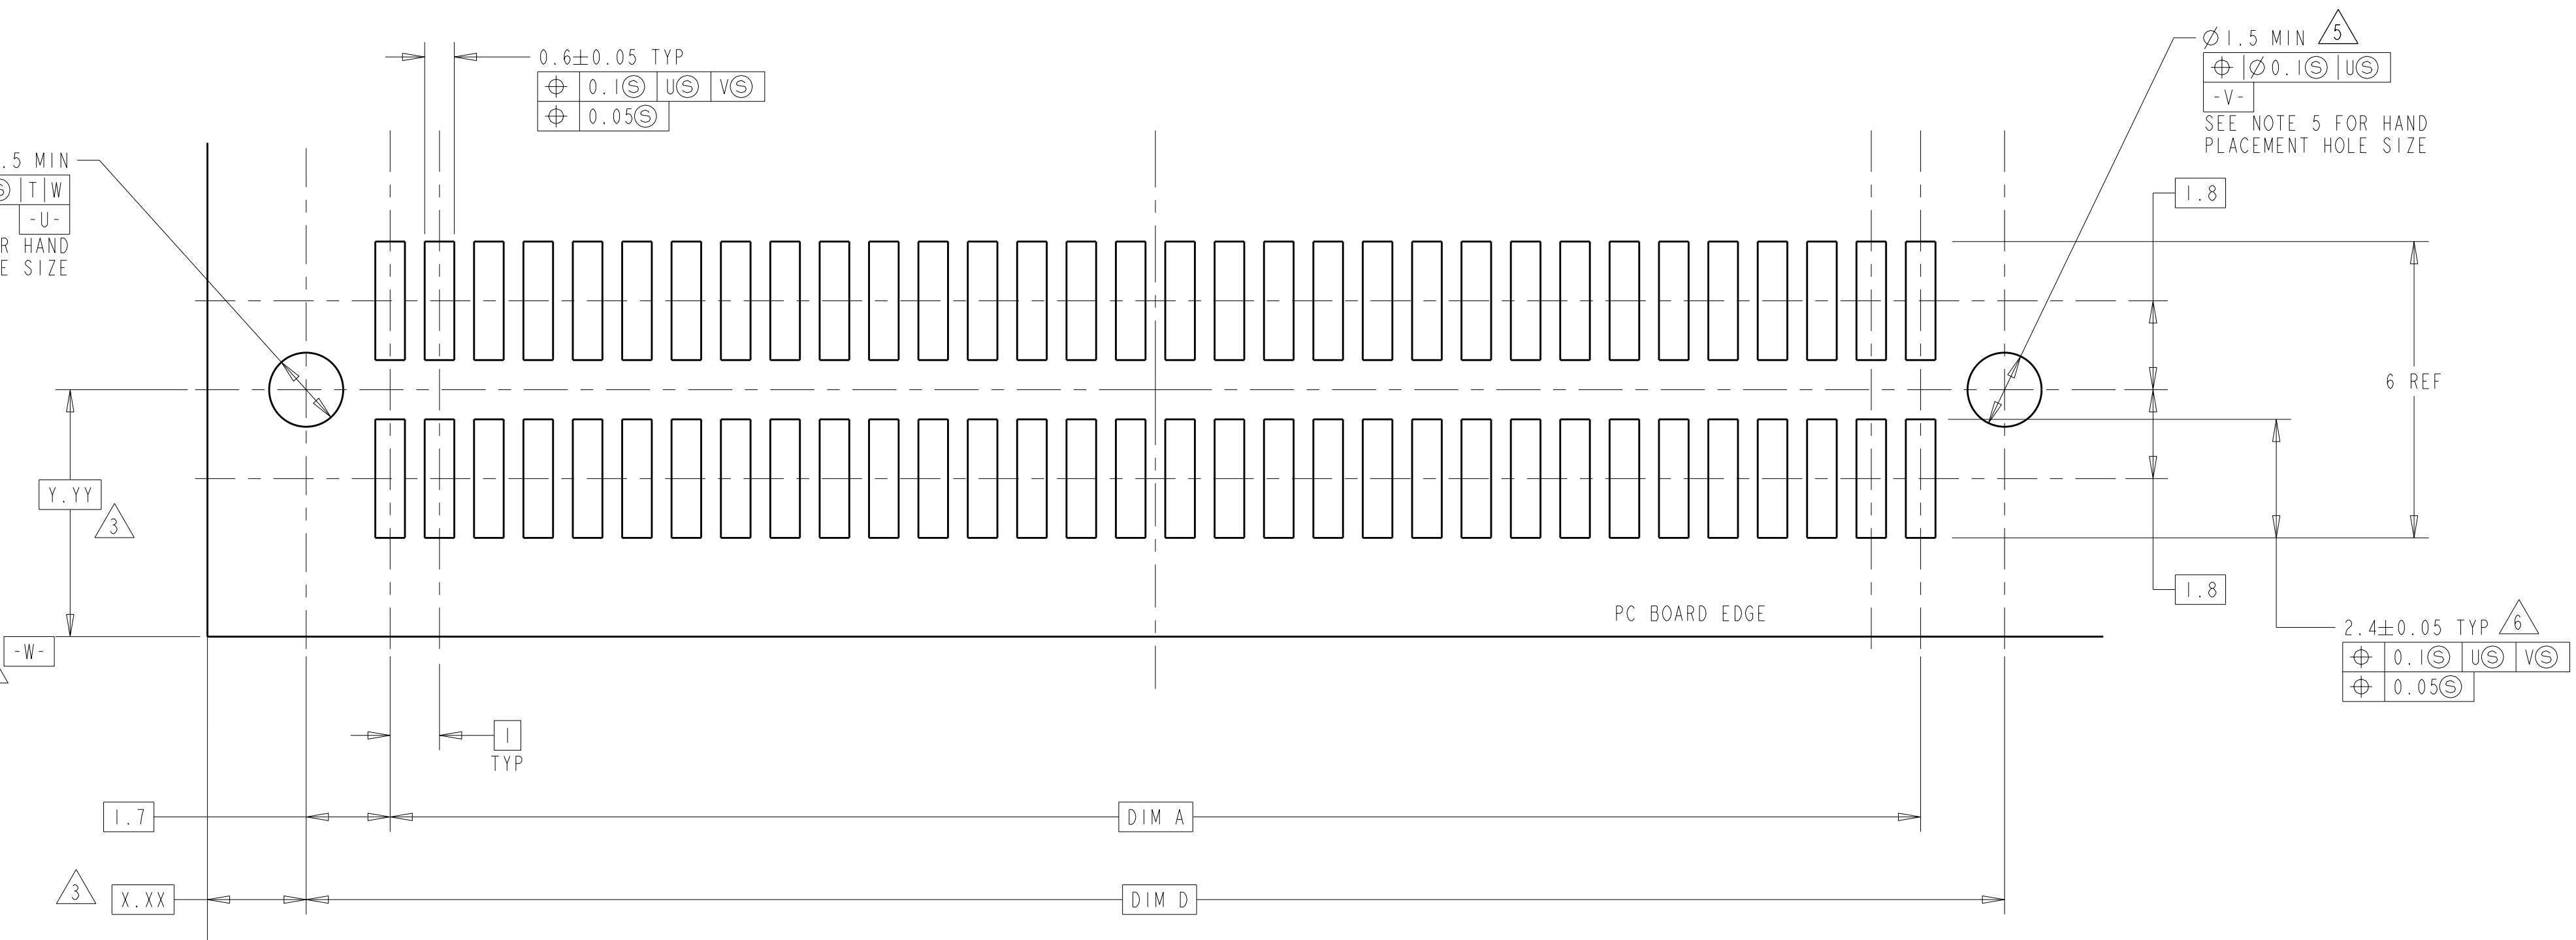 0.6±0.05 TYP
⌖ 0.1Ⓢ UⓈ VⓈ
⌖ 0.05Ⓢ
Ø1.5 MIN 5
⌖ Ø0.1Ⓢ UⓈ
-V-
SEE NOTE 5 FOR HAND
PLACEMENT HOLE SIZE
.5 MIN
Ⓢ T W
-U-
HAND
SIZE
1.8
6 REF
Y.YY
3
1.8
PC BOARD EDGE
-W-
2.4±0.05 TYP 6
⌖ 0.1Ⓢ UⓈ VⓈ
⌖ 0.05Ⓢ
1
TYP
1.7
DIM A
3 X.XX
DIM D